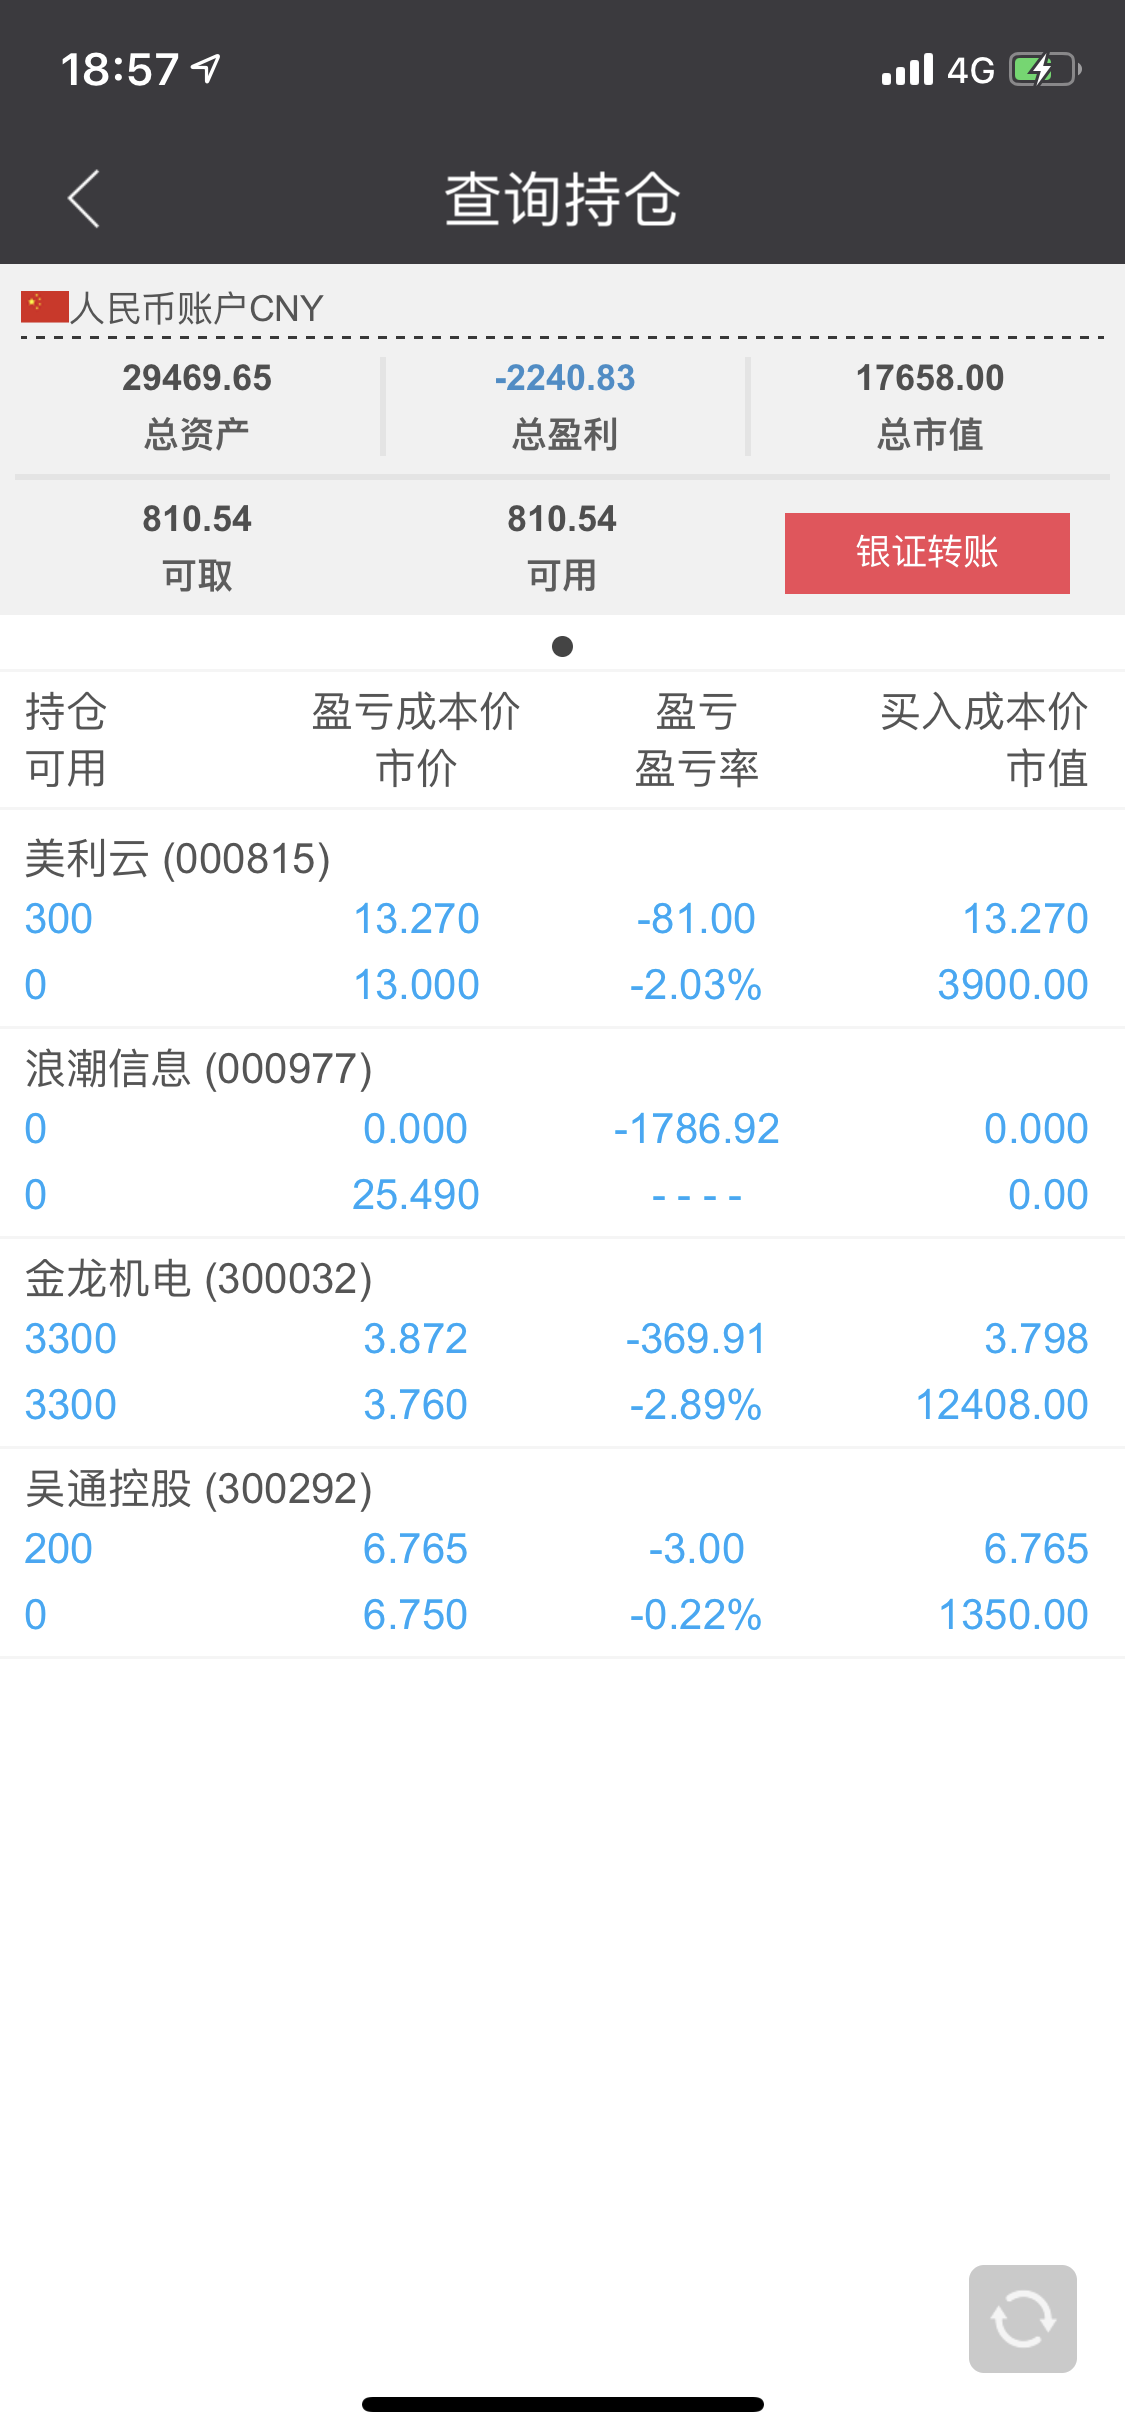 18:57 4G
查询持仓
人民币账户CNY
29469.65 -2240.83 17658.00
总资产 总盈利 总市值
810.54 810.54
可取 可用 银证转账
持仓 盈亏成本价 盈亏 买入成本价
可用 市价 盈亏率 市值
美利云 (000815)
300 13.270 -81.00 13.270
0 13.000 -2.03% 3900.00
浪潮信息 (000977)
0 0.000 -1786.92 0.000
0 25.490 ---- 0.00
金龙机电 (300032)
3300 3.872 -369.91 3.798
3300 3.760 -2.89% 12408.00
吴通控股 (300292)
200 6.765 -3.00 6.765
0 6.750 -0.22% 1350.00